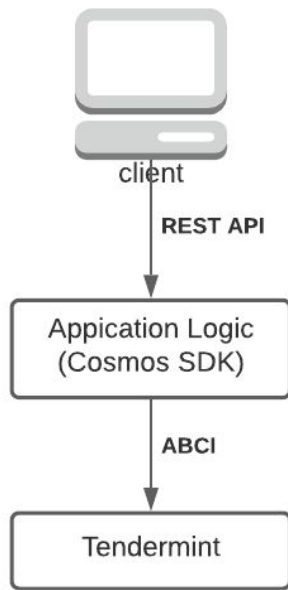 client
REST API
Appication Logic
(Cosmos SDK)
ABCI
Tendermint